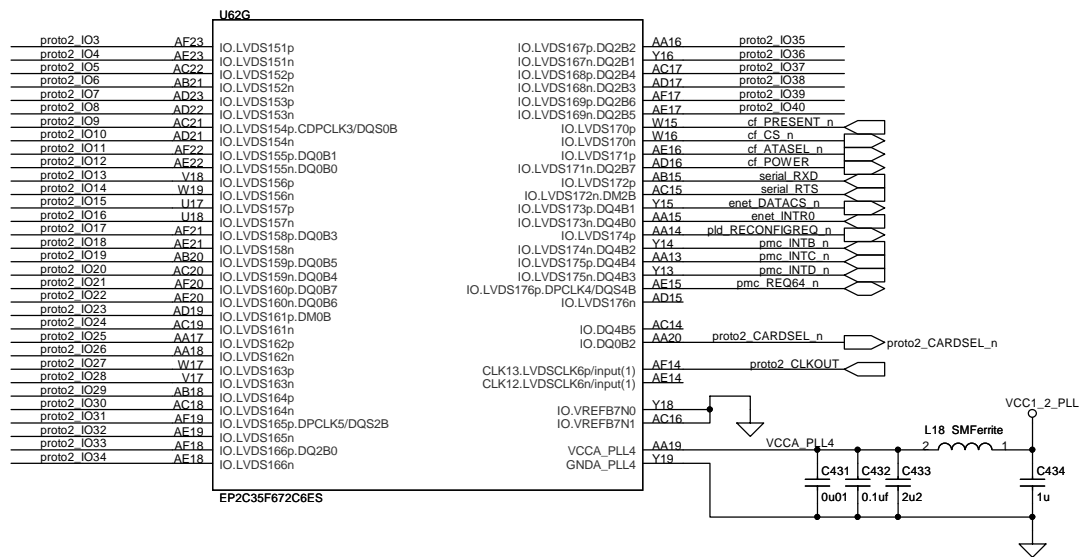 U62G
proto2_IO3 AF23 IO.LVDS151p IO.LVDS167p.DQ2B2 AA16 proto2_IO35
proto2_IO4 AE23 IO.LVDS151n IO.LVDS167n.DQ2B1 Y16 proto2_IO36
proto2_IO5 AC22 IO.LVDS152p IO.LVDS168p.DQ2B4 AC17 proto2_IO37
proto2_IO6 AB21 IO.LVDS152n IO.LVDS168n.DQ2B3 AD17 proto2_IO38
proto2_IO7 AD23 IO.LVDS153p IO.LVDS169p.DQ2B6 AF17 proto2_IO39
proto2_IO8 AD22 IO.LVDS153n IO.LVDS169n.DQ2B5 AE17 proto2_IO40
proto2_IO9 AC21 IO.LVDS154p.CDPCLK3/DQS0B IO.LVDS170p W15 cf_PRESENT_n
proto2_IO10 AD21 IO.LVDS154n IO.LVDS170n W16 cf_CS_n
proto2_IO11 AF22 IO.LVDS155p.DQ0B1 IO.LVDS171p AE16 cf_ATASEL_n
proto2_IO12 AE22 IO.LVDS155n.DQ0B0 IO.LVDS171n.DQ2B7 AD16 cf_POWER
proto2_IO13 V18 IO.LVDS156p IO.LVDS172p AB15 serial_RXD
proto2_IO14 W19 IO.LVDS156n IO.LVDS172n.DM2B AC15 serial_RTS
proto2_IO15 U17 IO.LVDS157p IO.LVDS173p.DQ4B1 Y15 enet_DATACS_n
proto2_IO16 U18 IO.LVDS157n IO.LVDS173n.DQ4B0 AA15 enet_INTR0
proto2_IO17 AF21 IO.LVDS158p.DQ0B3 IO.LVDS174p AA14 pld_RECONFIGREQ_n
proto2_IO18 AE21 IO.LVDS158n IO.LVDS174n.DQ4B2 Y14 pmc_INTB_n
proto2_IO19 AB20 IO.LVDS159p.DQ0B5 IO.LVDS175p.DQ4B4 AA13 pmc_INTC_n
proto2_IO20 AC20 IO.LVDS159n.DQ0B4 IO.LVDS175n.DQ4B3 Y13 pmc_INTD_n
proto2_IO21 AF20 IO.LVDS160p.DQ0B7 IO.LVDS176p.DPCLK4/DQS4B AE15 pmc_REQ64_n
proto2_IO22 AE20 IO.LVDS160n.DQ0B6 IO.LVDS176n AD15
proto2_IO23 AD19 IO.LVDS161p.DM0B
proto2_IO24 AC19 IO.LVDS161n IO.DQ4B5 AC14
proto2_IO25 AA17 IO.LVDS162p IO.DQ0B2 AA20 proto2_CARDSEL_n proto2_CARDSEL_n
proto2_IO26 AA18 IO.LVDS162n
proto2_IO27 W17 IO.LVDS163p CLK13.LVDSCLK6p/input(1) AF14 proto2_CLKOUT
proto2_IO28 V17 IO.LVDS163n CLK12.LVDSCLK6n/input(1) AE14
proto2_IO29 AB18 IO.LVDS164p
proto2_IO30 AC18 IO.LVDS164n IO.VREFB7N0 Y18
proto2_IO31 AF19 IO.LVDS165p.DPCLK5/DQS2B IO.VREFB7N1 AC16
proto2_IO32 AE19 IO.LVDS165n
proto2_IO33 AF18 IO.LVDS166p.DQ2B0 VCCA_PLL4 AA19 VCCA_PLL4
proto2_IO34 AE18 IO.LVDS166n GNDA_PLL4 Y19
VCC1_2_PLL
L18 SMFerrite
2 1
C431 C432 C433 C434
0u01 0.1uf 2u2 1u
EP2C35F672C6ES